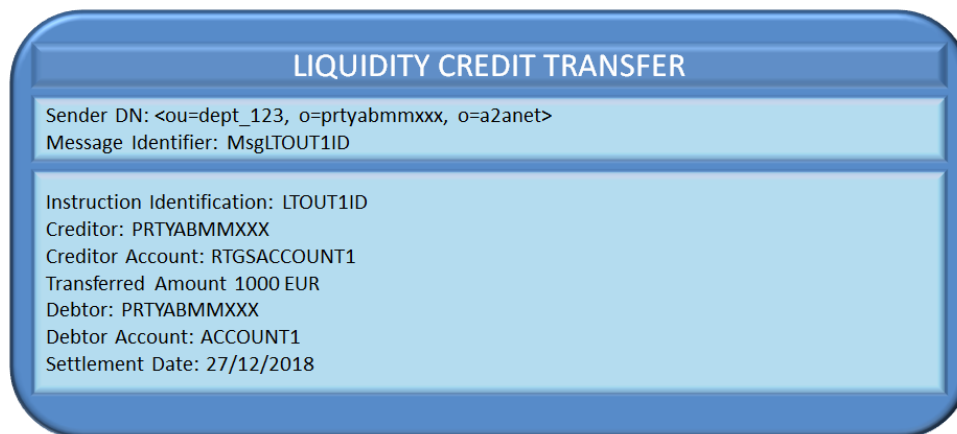 LIQUIDITY CREDIT TRANSFER
Sender DN: <ou=dept_123, o=prtyabmmxxx, o=a2anet>
Message Identifier: MsgLTOUT1ID
Instruction Identification: LTOUT1ID
Creditor: PRTYABMMXXX
Creditor Account: RTGSACCOUNT1
Transferred Amount 1000 EUR
Debtor: PRTYABMMXXX
Debtor Account: ACCOUNT1
Settlement Date: 27/12/2018